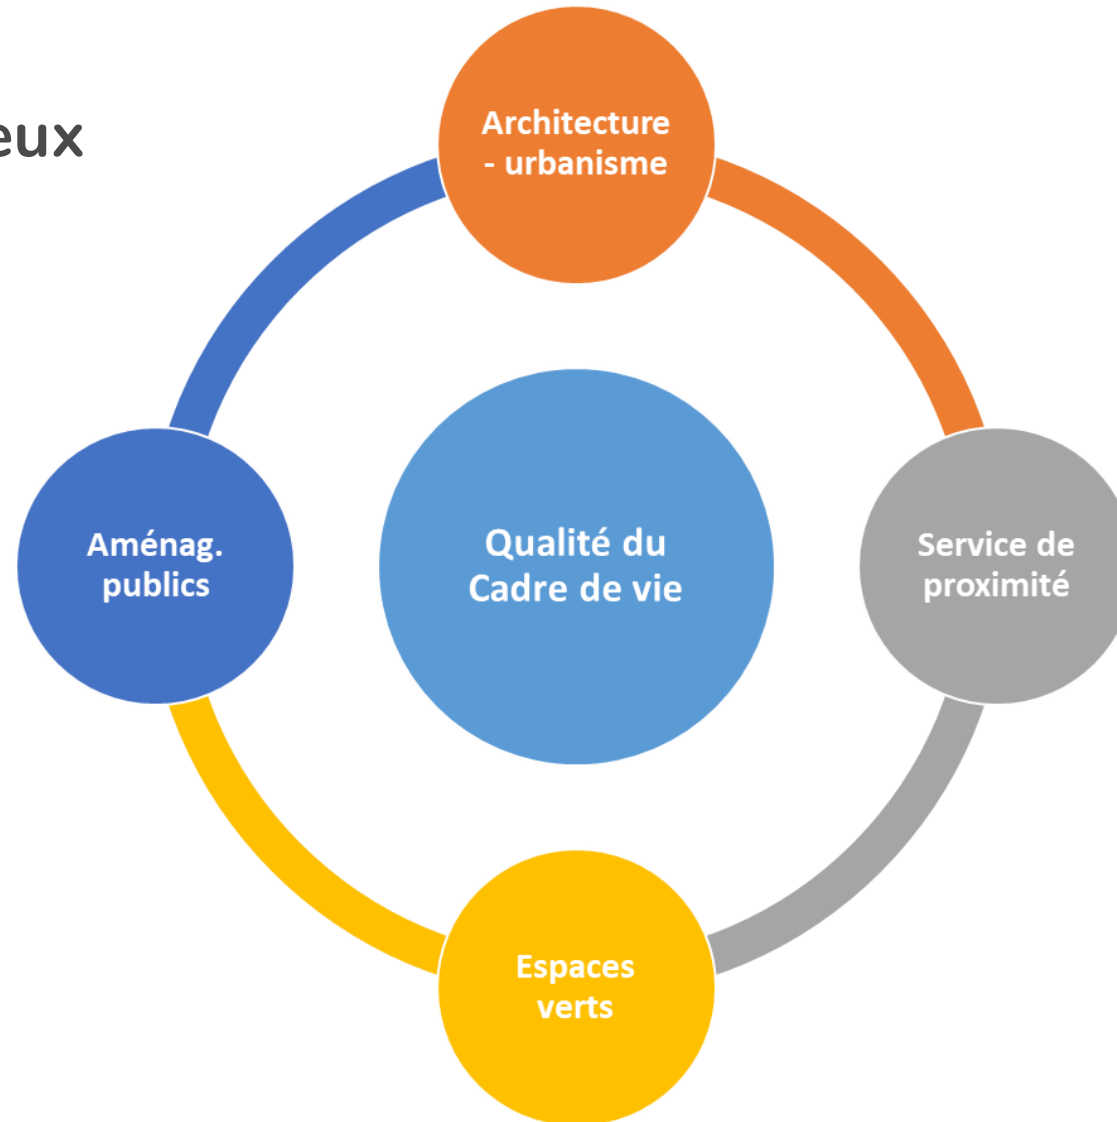 eux
Architecture
- urbanisme
Aménag.
publics
Qualité du
Cadre de vie
Service de
proximité
Espaces
verts